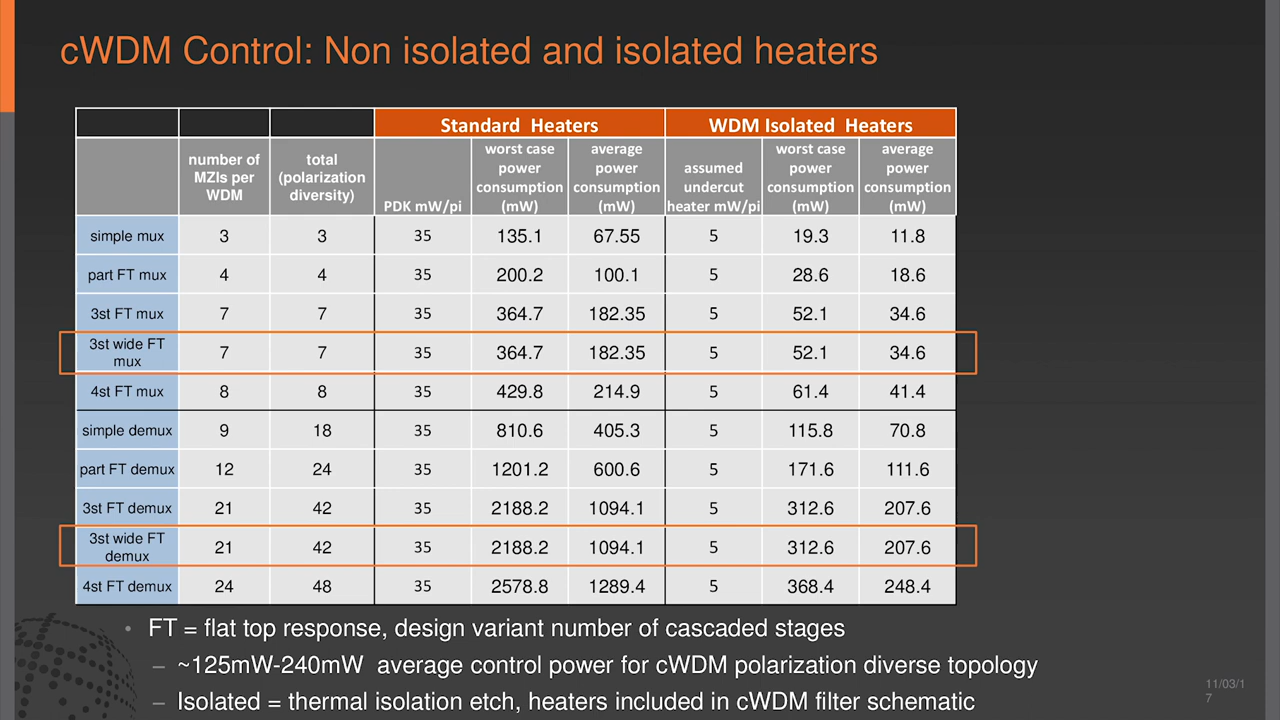 cWDM Control: Non isolated and isolated heaters
Standard Heaters WDM Isolated Heaters
number of MZIs per WDM total (polarization diversity) PDK mW/pi worst case power consumption (mW) average power consumption (mW) assumed undercut heater mW/pi worst case power consumption (mW) average power consumption (mW)
simple mux 3 3 35 135.1 67.55 5 19.3 11.8
part FT mux 4 4 35 200.2 100.1 5 28.6 18.6
3st FT mux 7 7 35 364.7 182.35 5 52.1 34.6
3st wide FT mux 7 7 35 364.7 182.35 5 52.1 34.6
4st FT mux 8 8 35 429.8 214.9 5 61.4 41.4
simple demux 9 18 35 810.6 405.3 5 115.8 70.8
part FT demux 12 24 35 1201.2 600.6 5 171.6 111.6
3st FT demux 21 42 35 2188.2 1094.1 5 312.6 207.6
3st wide FT demux 21 42 35 2188.2 1094.1 5 312.6 207.6
4st FT demux 24 48 35 2578.8 1289.4 5 368.4 248.4
• FT = flat top response, design variant number of cascaded stages
– ~125mW-240mW average control power for cWDM polarization diverse topology
– Isolated = thermal isolation etch, heaters included in cWDM filter schematic
11/03/1
7